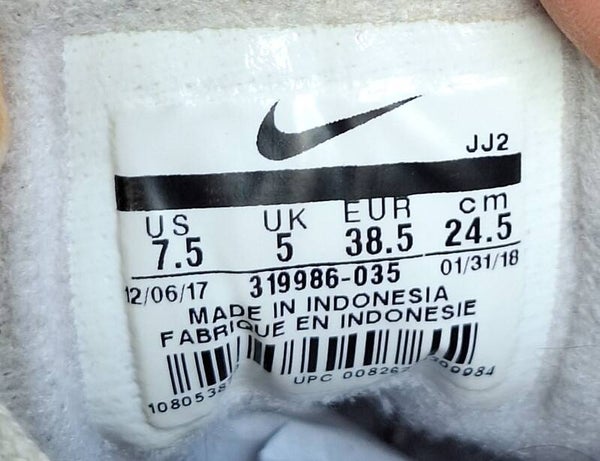 JJ2
US UK EUR cm
7.5 5 38.5 24.5
12/06/17 319986-035 01/31/18
MADE IN INDONESIA
FABRIQUE EN INDONESIE
UPC